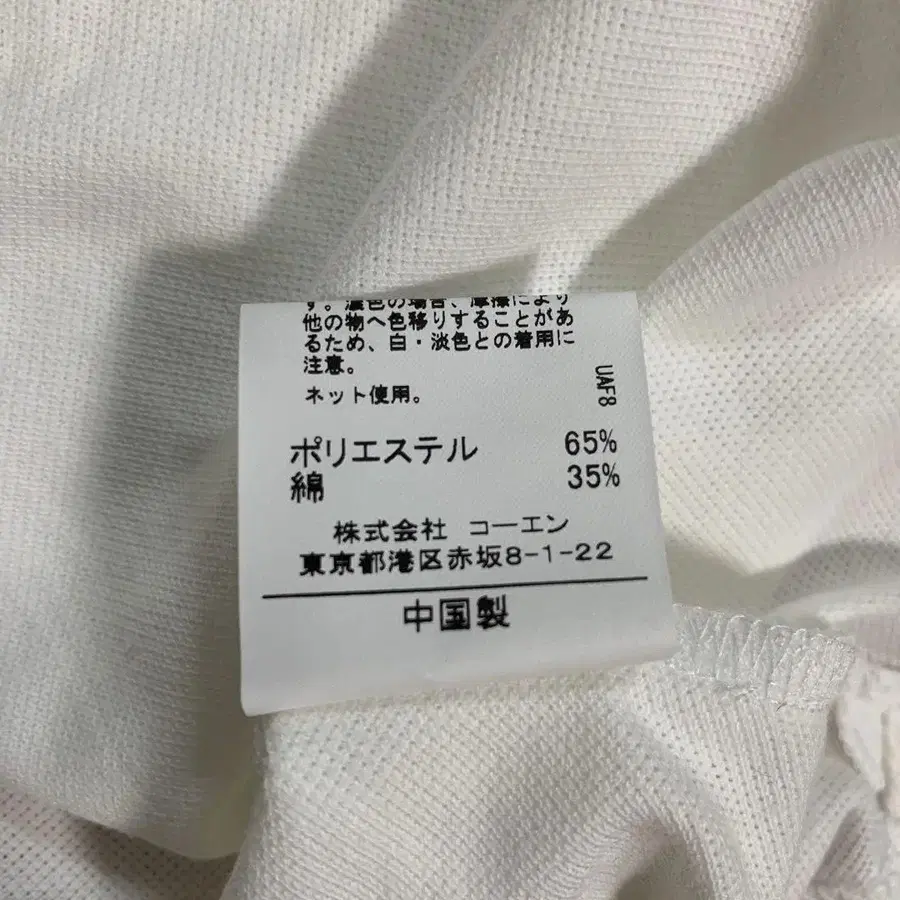 す。濃色の場合、摩擦により
他の物へ色移りすることがあ
るため、白・淡色との着用に
注意。
ネット使用。
UAF8
ポリエステル 65%
綿 35%
株式会社 コーエン
東京都港区赤坂8-1-22
中国製